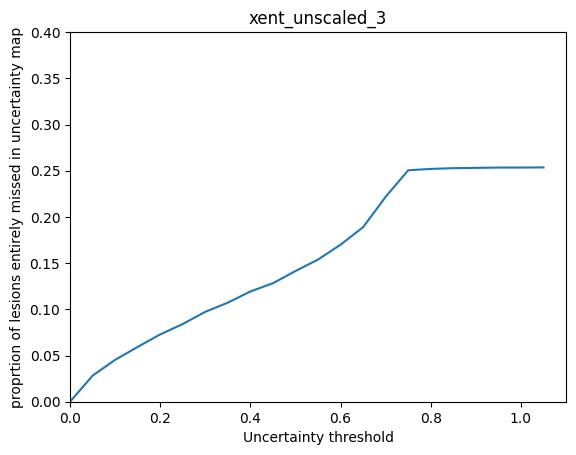 xent_unscaled_3
proprtion of lesions entirely missed in uncertainty map
0.40
0.35
0.30
0.25
0.20
0.15
0.10
0.05
0.00
0.0 0.2 0.4 0.6 0.8 1.0
Uncertainty threshold